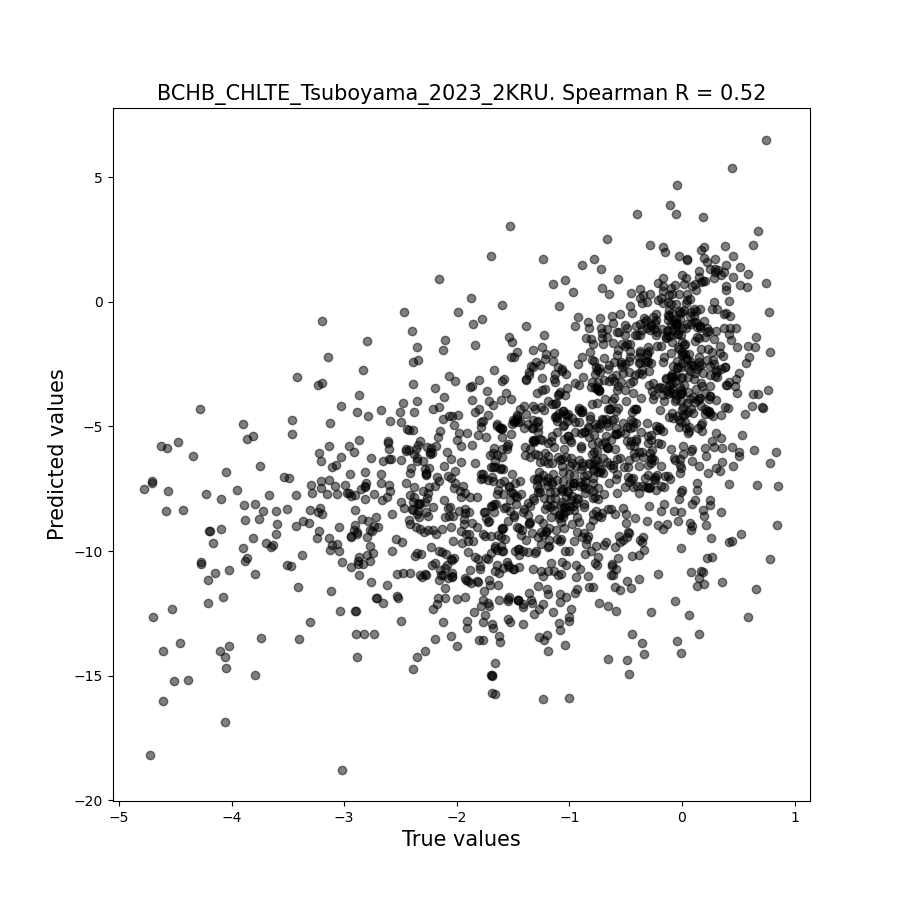 BCHB_CHLTE_Tsuboyama_2023_2KRU. Spearman R = 0.52
5
0
−5
−10
−15
−20
Predicted values
−5 −4 −3 −2 −1 0 1
True values